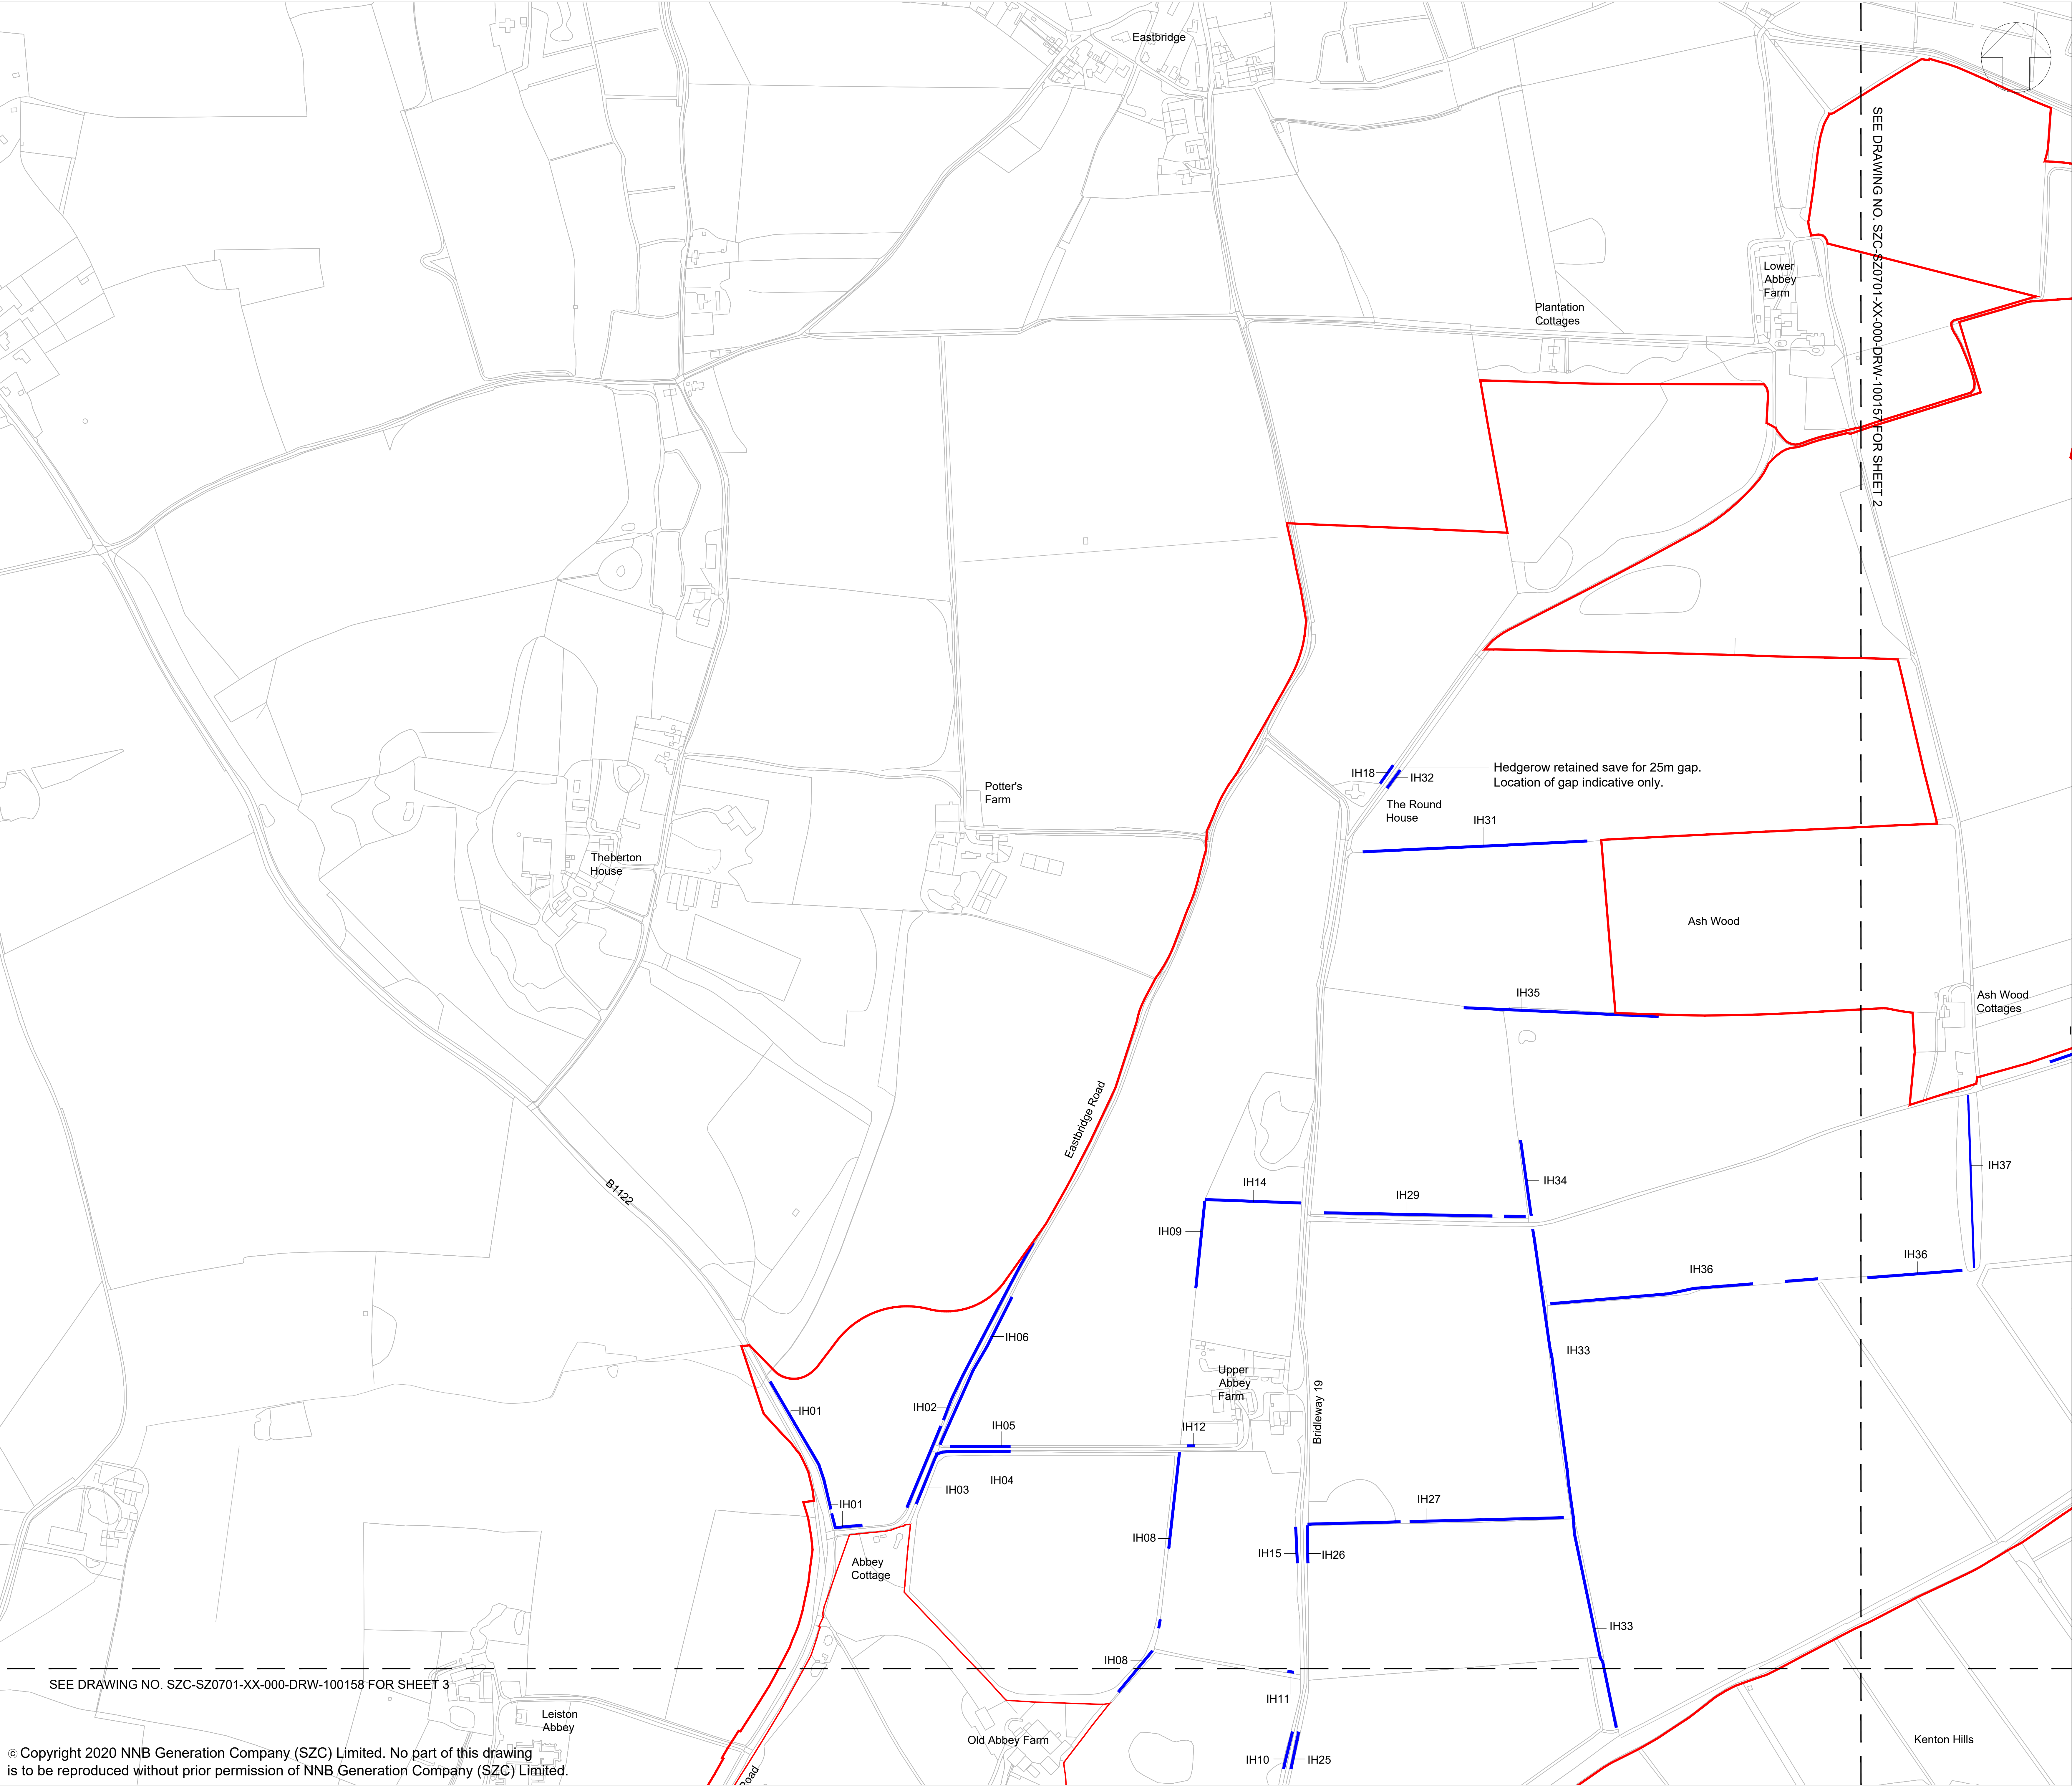 Eastbridge
SEE DRAWING NO. SZC-SZ0701-XX-000-DRW-100157 FOR SHEET 2
Lower
Abbey
Farm
Plantation
Cottages
IH18
IH32
Hedgerow retained save for 25m gap.
Location of gap indicative only.
Potter's
Farm
The Round
House
IH31
Theberton
House
Ash Wood
IH35
Ash Wood
Cottages
Eastbridge Road
B1122
IH14
IH29
IH34
IH37
IH09
IH36
IH36
IH06
IH33
Upper
Abbey
Farm
Bridleway 19
IH01
IH02
IH05
IH12
IH04
IH03
IH01
IH27
IH08
IH15
IH26
Abbey
Cottage
IH33
IH08
SEE DRAWING NO. SZC-SZ0701-XX-000-DRW-100158 FOR SHEET 3
IH11
Leiston
Abbey
Old Abbey Farm
Kenton Hills
IH10
IH25
Road
© Copyright 2020 NNB Generation Company (SZC) Limited. No part of this drawing
is to be reproduced without prior permission of NNB Generation Company (SZC) Limited.